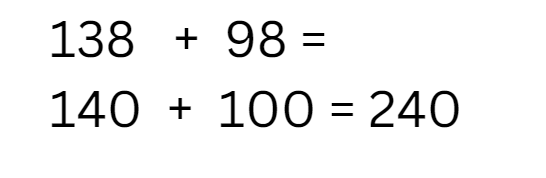 138 + 98 =
140 + 100 = 240